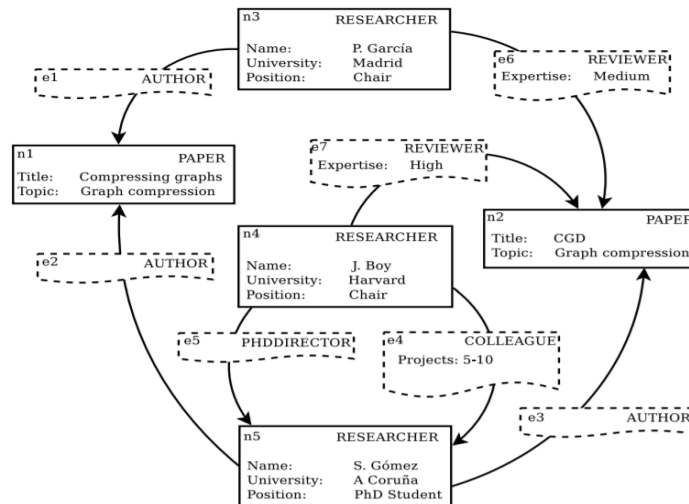 n3 RESEARCHER
Name: P. García
University: Madrid
Position: Chair
e1 AUTHOR
e6 REVIEWER
Expertise: Medium
n1 PAPER
Title: Compressing graphs
Topic: Graph compression
e7 REVIEWER
Expertise: High
n2 PAPER
Title: CGD
Topic: Graph compression
n4 RESEARCHER
Name: J. Boy
University: Harvard
Position: Chair
e2 AUTHOR
e5 PHDDIRECTOR
e4 COLLEAGUE
Projects: 5-10
e3 AUTHOR
n5 RESEARCHER
Name: S. Gómez
University: A Coruña
Position: PhD Student